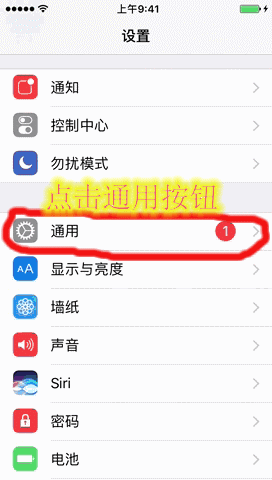 上午9:41
设置
通知
控制中心
勿扰模式
点击通用按钮
通用 1
AA 显示与亮度
墙纸
声音
Siri
密码
电池